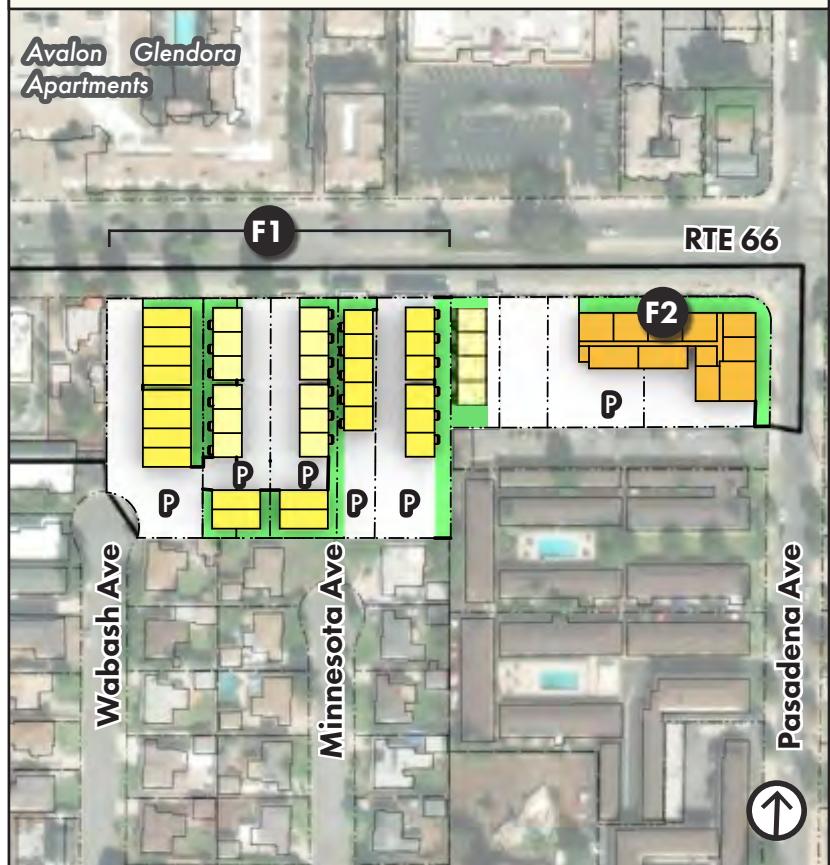 Avalon Glendora
Apartments
F1
RTE 66
F2
P
P
P
P
P
P
Wabash Ave
Minnesota Ave
Pasadena Ave